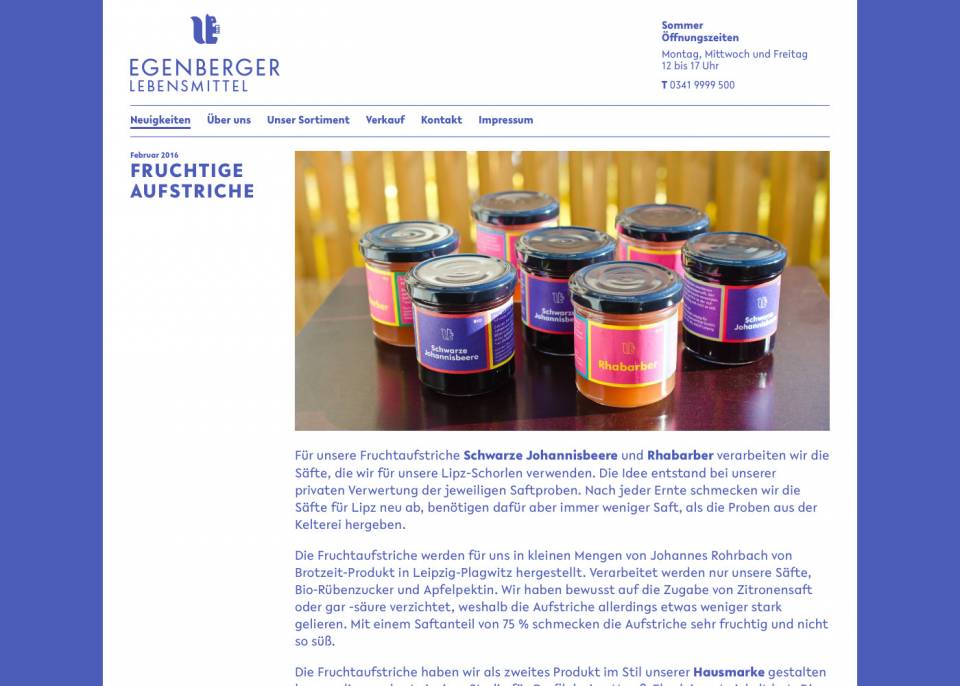 EGENBERGER
LEBENSMITTEL
Sommer
Öffnungszeiten
Montag, Mittwoch und Freitag
12 bis 17 Uhr
T 0341 9999 500
Neuigkeiten Über uns Unser Sortiment Verkauf Kontakt Impressum
Februar 2016
FRUCHTIGE
AUFSTRICHE
Schwarze
Johannisbeere
Rhabarber
Schwarze
Johannisbeere
Für unsere Fruchtaufstriche Schwarze Johannisbeere und Rhabarber verarbeiten wir die
Säfte, die wir für unsere Lipz-Schorlen verwenden. Die Idee entstand bei unserer
privaten Verwertung der jeweiligen Saftproben. Nach jeder Ernte schmecken wir die
Säfte für Lipz neu ab, benötigen dafür aber immer weniger Saft, als die Proben aus der
Kelterei hergeben.
Die Fruchtaufstriche werden für uns in kleinen Mengen von Johannes Rohrbach von
Brotzeit-Produkt in Leipzig-Plagwitz hergestellt. Verarbeitet werden nur unsere Säfte,
Bio-Rübenzucker und Apfelpektin. Wir haben bewusst auf die Zugabe von Zitronensaft
oder gar -säure verzichtet, weshalb die Aufstriche allerdings etwas weniger stark
gelieren. Mit einem Saftanteil von 75 % schmecken die Aufstriche sehr fruchtig und nicht
so süß.
Die Fruchtaufstriche haben wir als zweites Produkt im Stil unserer Hausmarke gestalten